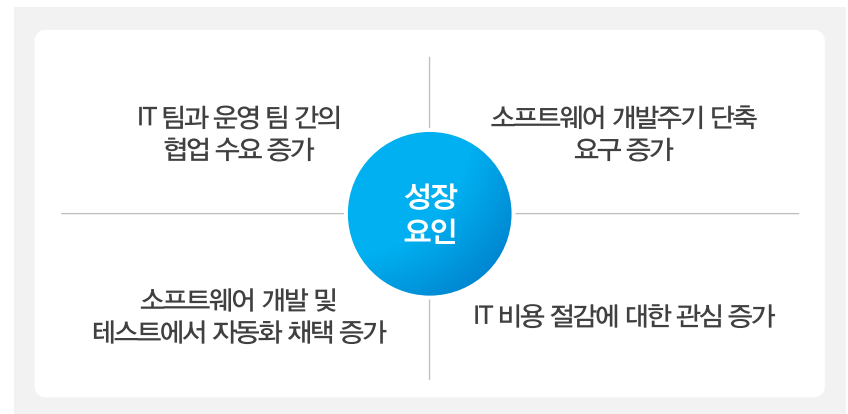 IT 팀과 운영 팀 간의
협업 수요 증가
소프트웨어 개발주기 단축
요구 증가
성장
요인
소프트웨어 개발 및
테스트에서 자동화 채택 증가
IT 비용 절감에 대한 관심 증가